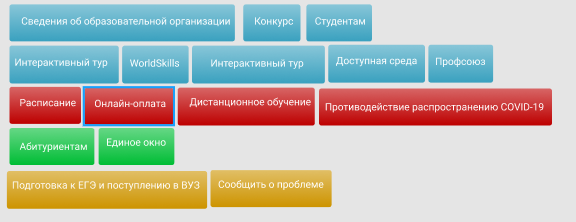 Сведения об образовательной организации Конкурс Студентам
Интерактивный тур WorldSkills Интерактивный тур Доступная среда Профсоюз
Расписание Онлайн-оплата Дистанционное обучение Противодействие распространению COVID-19
Абитуриентам Единое окно
Подготовка к ЕГЭ и поступлению в ВУЗ Сообщить о проблеме